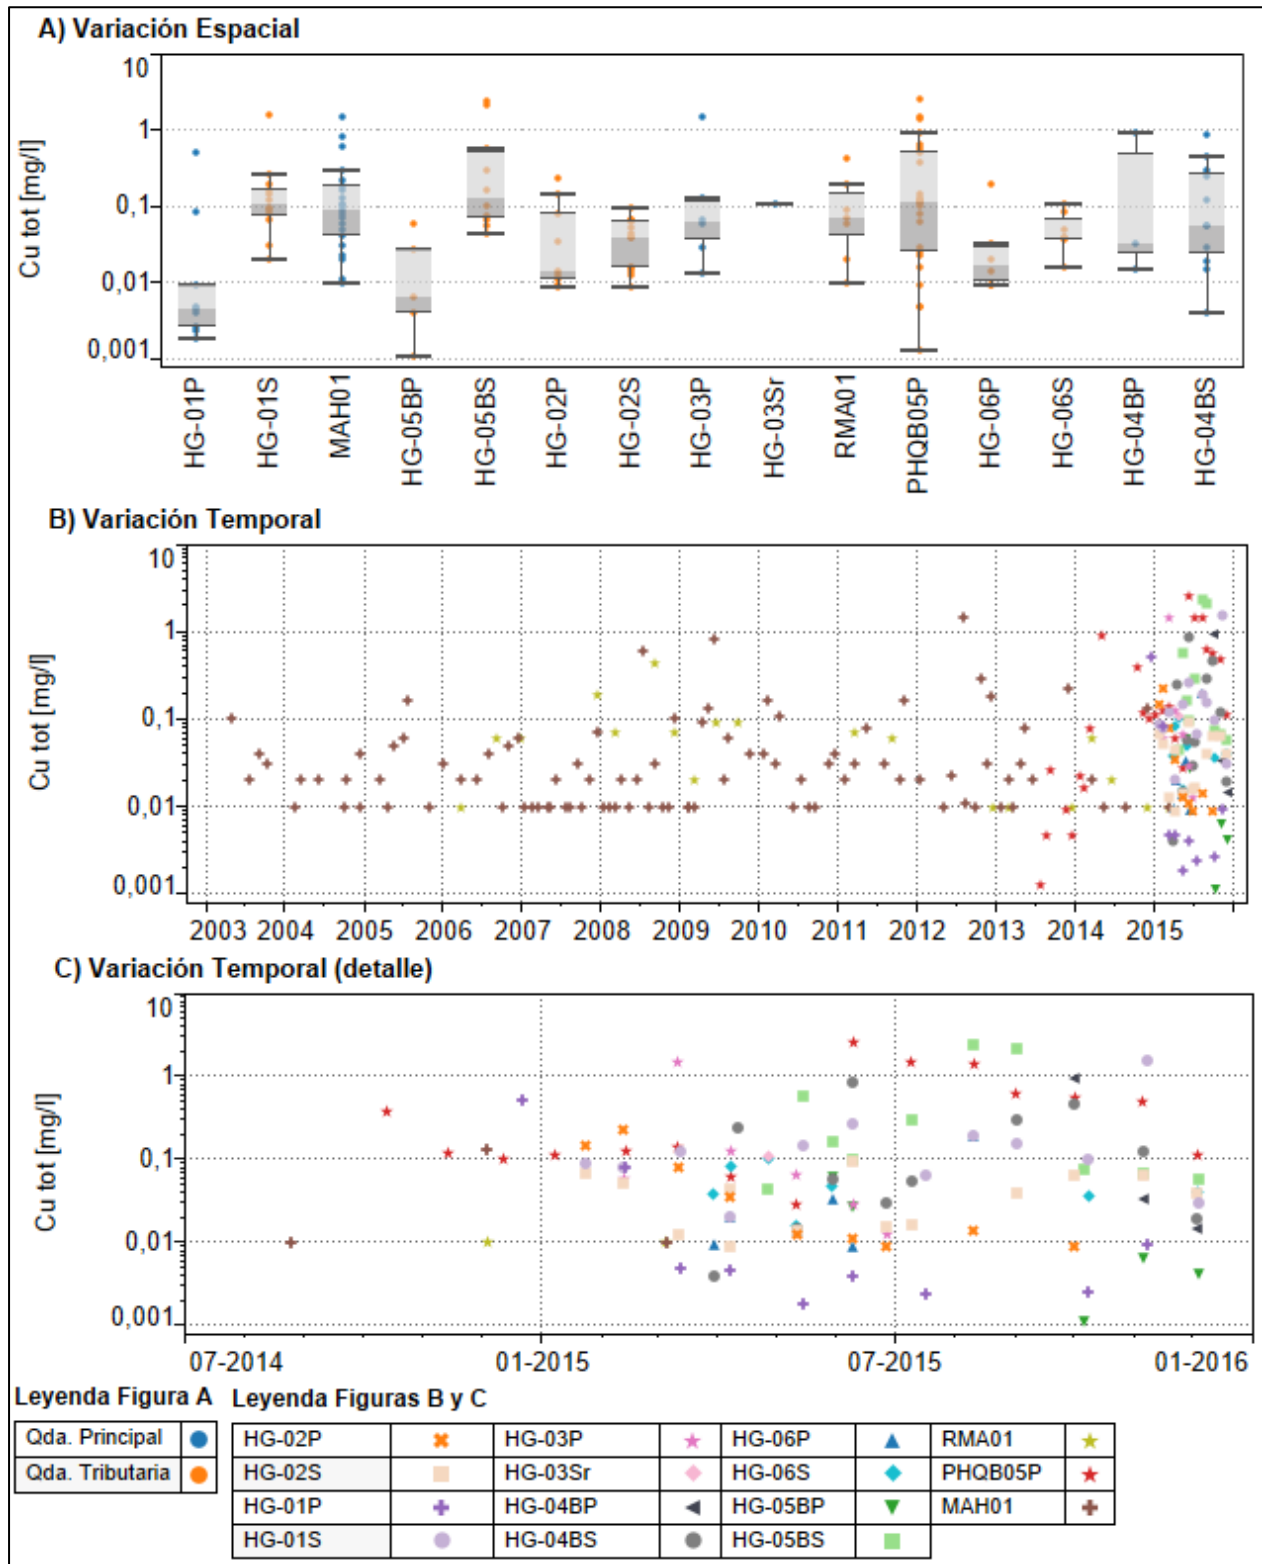 A) Variación Espacial
10
1
0,1
0,01
0,001
Cu tot [mg/l]
HG-01P
HG-01S
MAH01
HG-05BP
HG-05BS
HG-02P
HG-02S
HG-03P
HG-03Sr
RMA01
PHQB05P
HG-06P
HG-06S
HG-04BP
HG-04BS
B) Variación Temporal
10
1
0,1
0,01
0,001
Cu tot [mg/l]
2003 2004 2005 2006 2007 2008 2009 2010 2011 2012 2013 2014 2015
C) Variación Temporal (detalle)
10
1
0,1
0,01
0,001
Cu tot [mg/l]
07-2014 01-2015 07-2015 01-2016
Leyenda Figura A Leyenda Figuras B y C
Qda. Principal HG-02P HG-03P HG-06P RMA01
Qda. Tributaria HG-02S HG-03Sr HG-06S PHQB05P
HG-01P HG-04BP HG-05BP MAH01
HG-01S HG-04BS HG-05BS